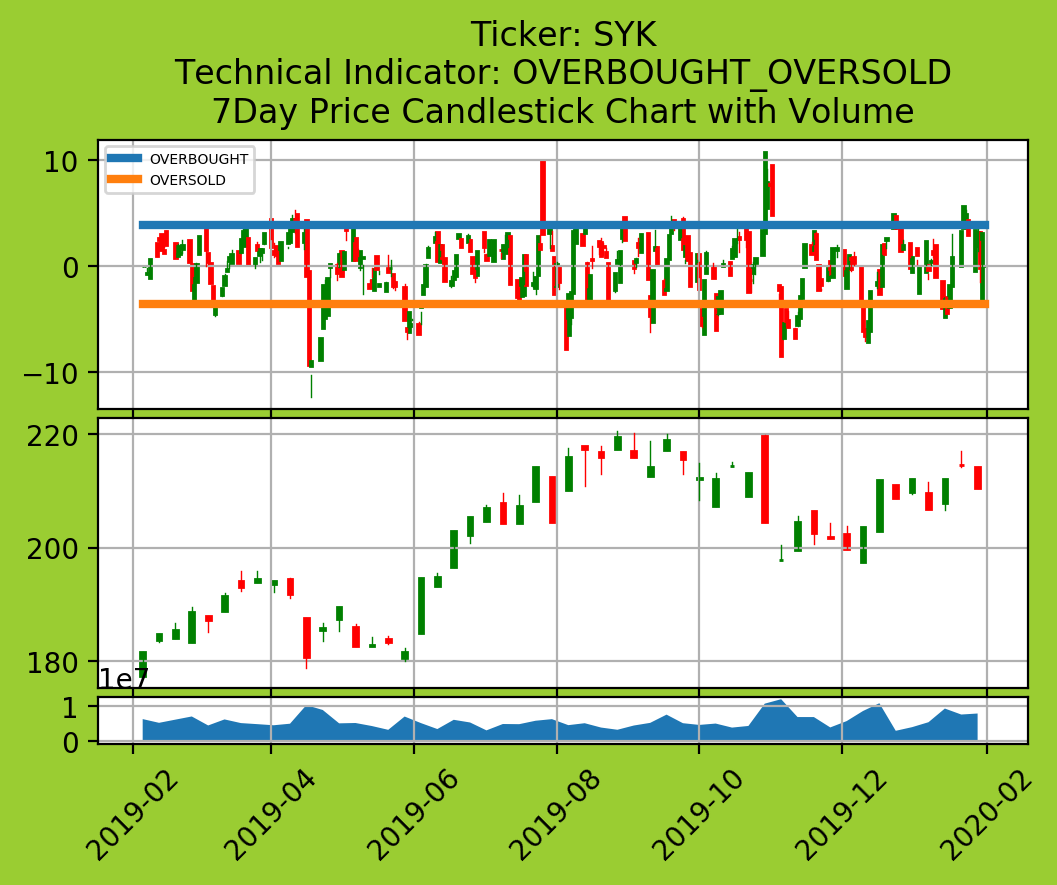 Ticker: SYK
Technical Indicator: OVERBOUGHT_OVERSOLD
7Day Price Candlestick Chart with Volume
OVERBOUGHT
OVERSOLD
10
0
−10
220
200
180
1e7
1
0
2019-02
2019-04
2019-06
2019-08
2019-10
2019-12
2020-02